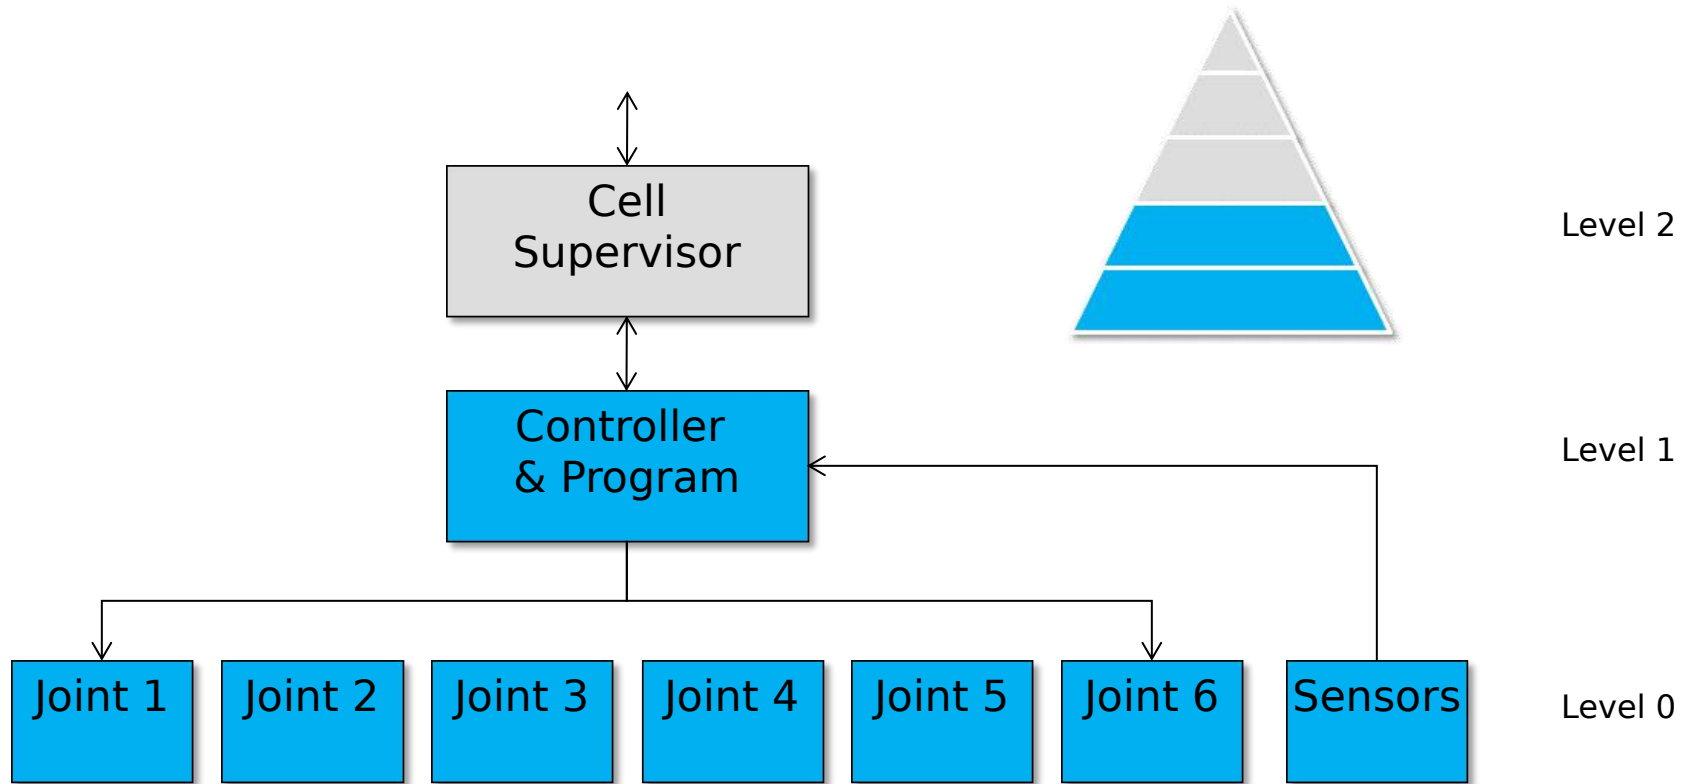 Cell
Supervisor
Level 2
Controller
& Program
Level 1
Joint 1
Joint 2
Joint 3
Joint 4
Joint 5
Joint 6
Sensors
Level 0